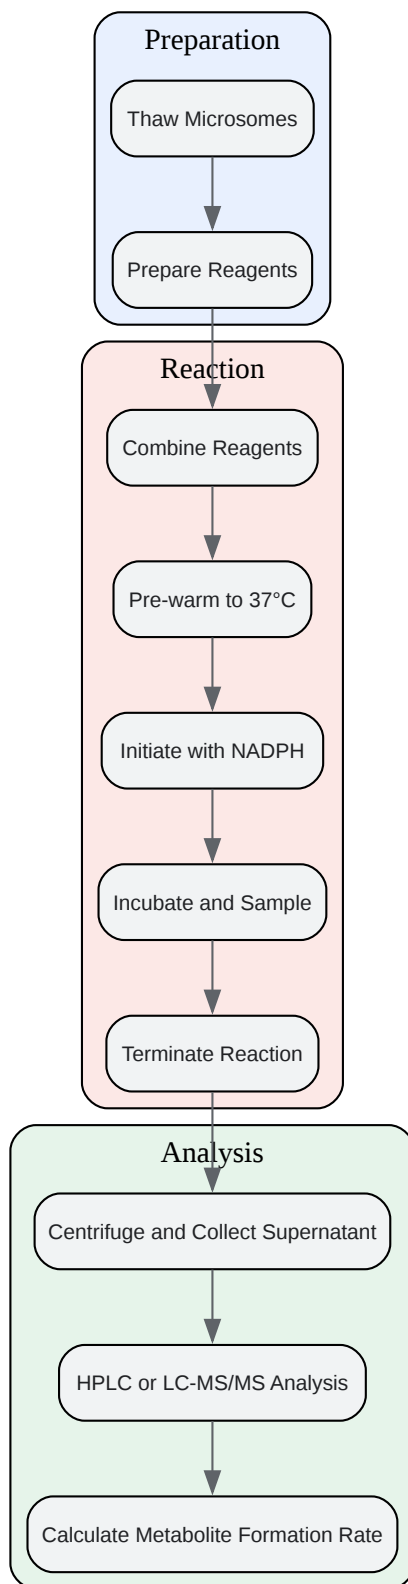 Preparation
Thaw Microsomes
Prepare Reagents
Reaction
Combine Reagents
Pre-warm to 37°C
Initiate with NADPH
Incubate and Sample
Terminate Reaction
Analysis
Centrifuge and Collect Supernatant
HPLC or LC-MS/MS Analysis
Calculate Metabolite Formation Rate